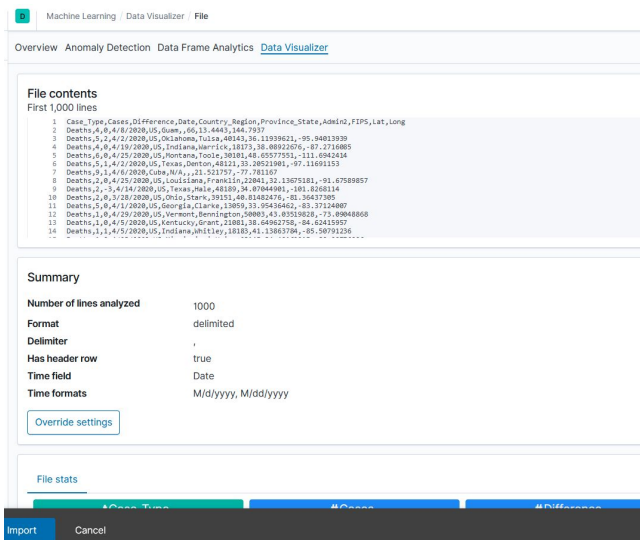 D Machine Learning / Data Visualizer / File
Overview Anomaly Detection Data Frame Analytics Data Visualizer
File contents
First 1,000 lines
1 Case_Type,Cases,Difference,Date,Country_Region,Province_State,Admin2,FIPS,Lat,Long
2 Deaths,4,0,4/8/2020,US,Guam,,66,13.4443,144.7937
3 Deaths,5,2,4/2/2020,US,Oklahoma,Tulsa,40143,36.11939621,-95.94013939
4 Deaths,4,0,4/19/2020,US,Indiana,Warrick,18173,38.08922676,-87.2716085
5 Deaths,6,0,4/25/2020,US,Montana,Toole,30101,48.65577551,-111.6942414
6 Deaths,5,1,4/2/2020,US,Texas,Denton,48121,33.20521901,-97.11691153
7 Deaths,9,1,4/6/2020,Cuba,N/A,,,21.521757,-77.781167
8 Deaths,2,0,4/25/2020,US,Louisiana,Franklin,22041,32.13675181,-91.67589857
9 Deaths,2,-3,4/14/2020,US,Texas,Hale,48189,34.07044901,-101.8268114
10 Deaths,2,0,3/28/2020,US,Ohio,Stark,39151,40.81482476,-81.36437305
11 Deaths,5,0,4/1/2020,US,Georgia,Clarke,13059,33.95436462,-83.37124007
12 Deaths,1,0,4/29/2020,US,Vermont,Bennington,50003,43.03519828,-73.09048868
13 Deaths,1,0,4/5/2020,US,Kentucky,Grant,21081,38.64962758,-84.62415957
14 Deaths,1,1,4/5/2020,US,Indiana,Whitley,18183,41.13863784,-85.50791236
Summary
Number of lines analyzed 1000
Format delimited
Delimiter ,
Has header row true
Time field Date
Time formats M/d/yyyy, M/dd/yyyy
Override settings
File stats
Case_Type #Cases #Difference
Import Cancel